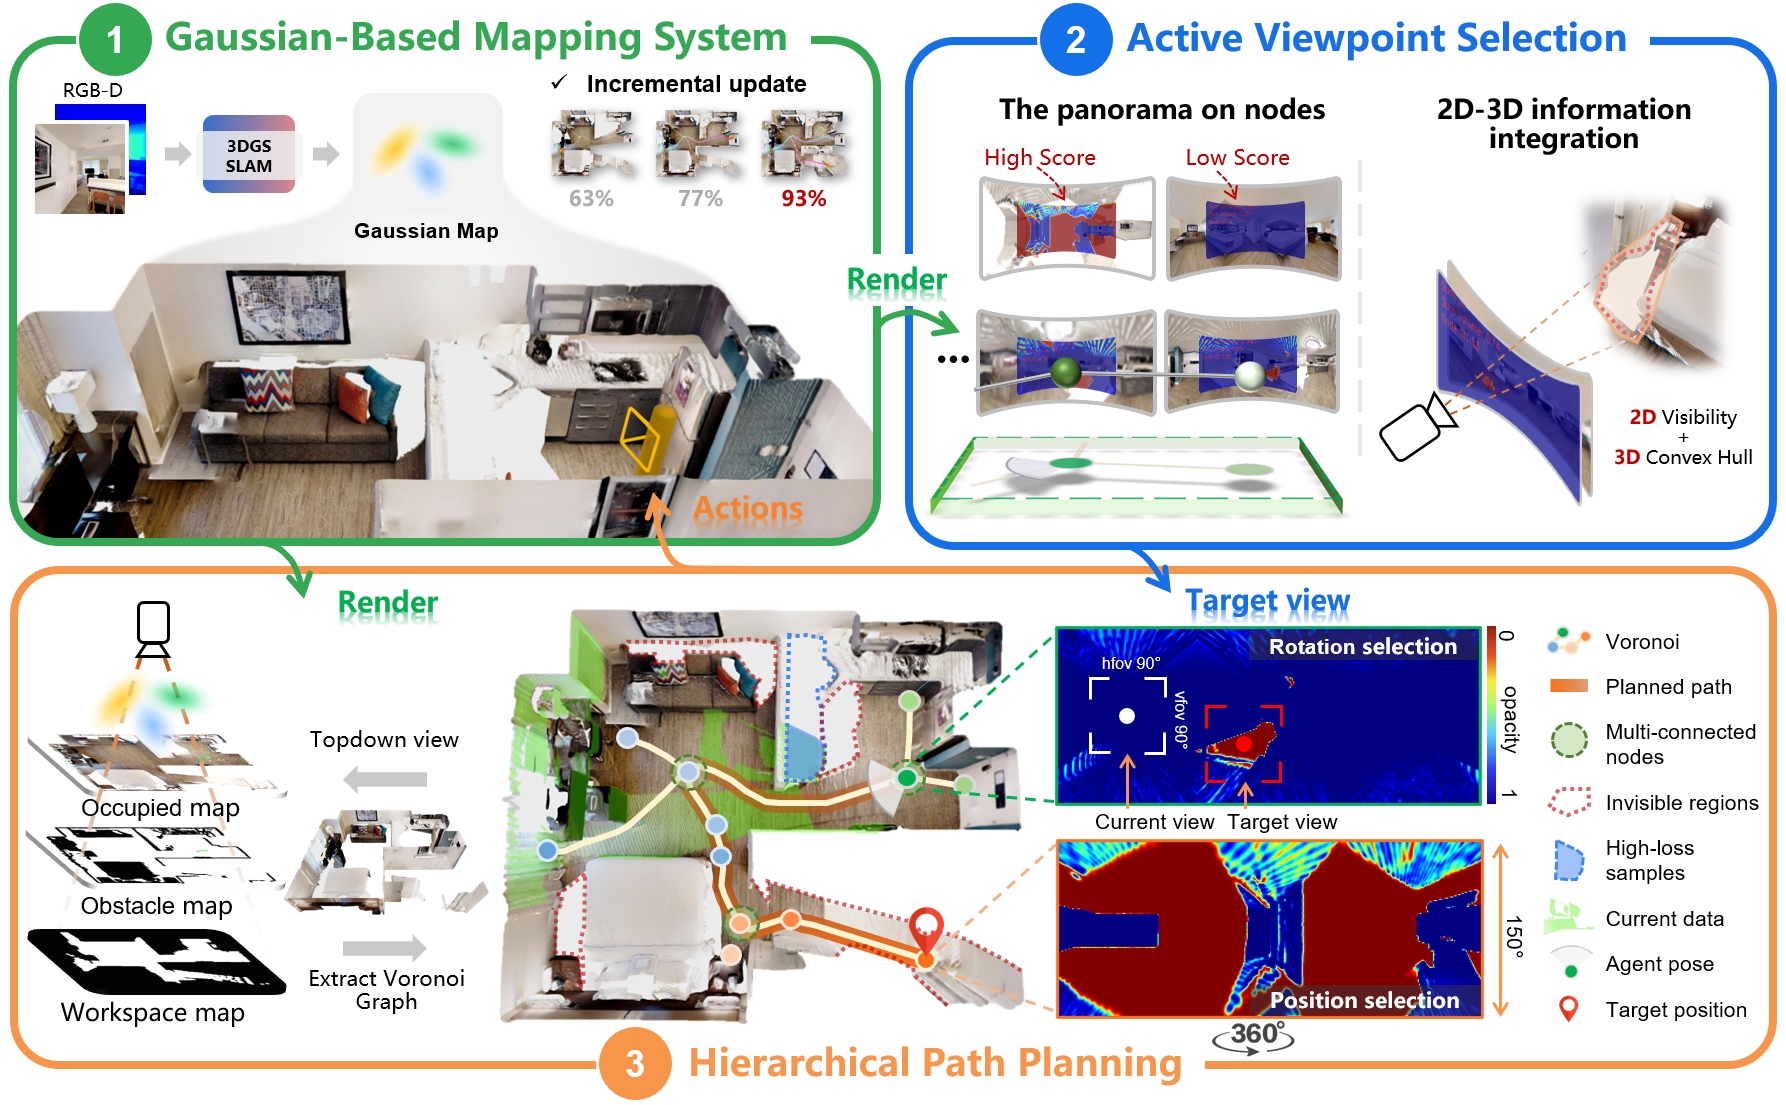 1 Gaussian-Based Mapping System
RGB-D
3DGS
SLAM
✓ Incremental update
63%
77%
93%
Gaussian Map
Render
Actions
2 Active Viewpoint Selection
The panorama on nodes
High Score
Low Score
...
2D-3D information
integration
2D Visibility
+
3D Convex Hull
Render
Topdown view
Occupied map
Obstacle map
Extract Voronoi
Graph
Workspace map
Target view
Rotation selection
hfov 90°
vfov 90°
0
opacity
1
Current view
Target view
Position selection
150°
360°
Voronoi
Planned path
Multi-connected
nodes
Invisible regions
High-loss
samples
Current data
Agent pose
Target position
3 Hierarchical Path Planning